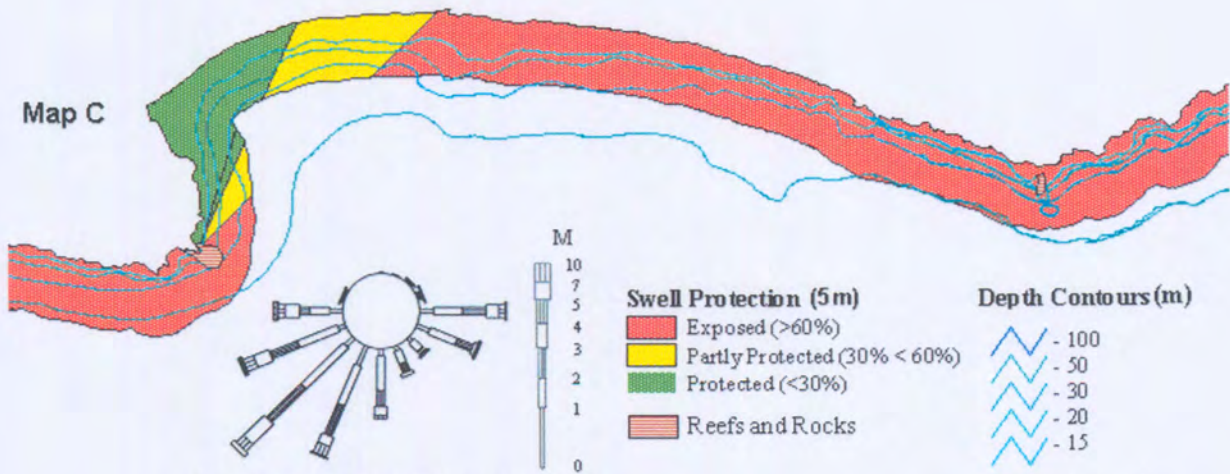 Map C
M
10
7
5
4
3
2
1
0
Swell Protection (5m)
Exposed (>60%)
Partly Protected (30% < 60%)
Protected (<30%)
Reefs and Rocks
Depth Contours (m)
- 100
- 50
- 30
- 20
- 15